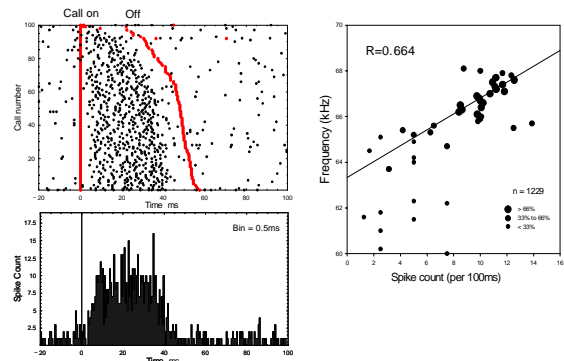 Call on Off
100
80
60
40
20
Call number
-20 0 20 40 60 80 100
Time ms
Bin = 0.5ms
17.5
15
12.5
10
7.5
5
2.5
Spike Count
-20 0 20 40 60 80 100
Time ms
R=0.664
70
68
66
64
62
60
Frequency (kHz)
n = 1229
> 66%
33% to 66%
< 33%
0 2 4 6 8 10 12 14 16
Spike count (per 100ms)